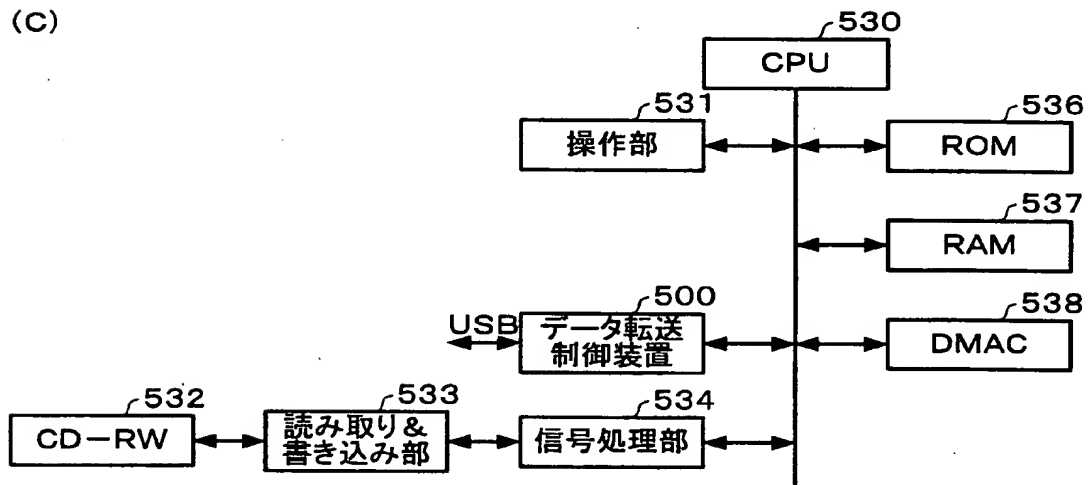 (C)
530
CPU
531
操作部
536
ROM
537
RAM
USB
500
データ転送
制御装置
538
DMAC
532
CD-RW
533
読み取り&
書き込み部
534
信号処理部